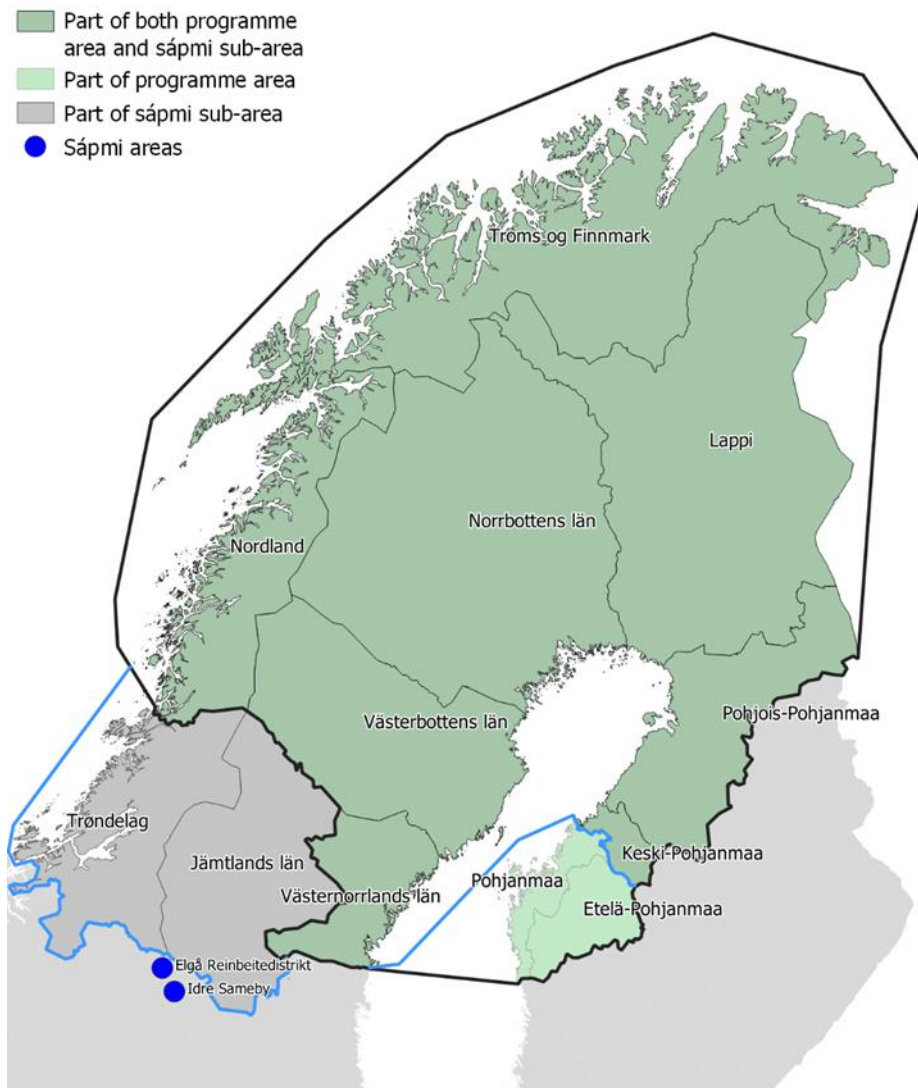 Part of both programme
area and sápmi sub-area
Part of programme area
Part of sápmi sub-area
Sápmi areas
Troms og Finnmark
Lappi
Norrbottens län
Nordland
Västerbottens län
Pohjois-Pohjanmaa
Trøndelag
Jämtlands län
Keski-Pohjanmaa
Pohjanmaa
Västernorrlands län
Etelä-Pohjanmaa
Elgå Reinbeitedistrikt
Idre Sameby